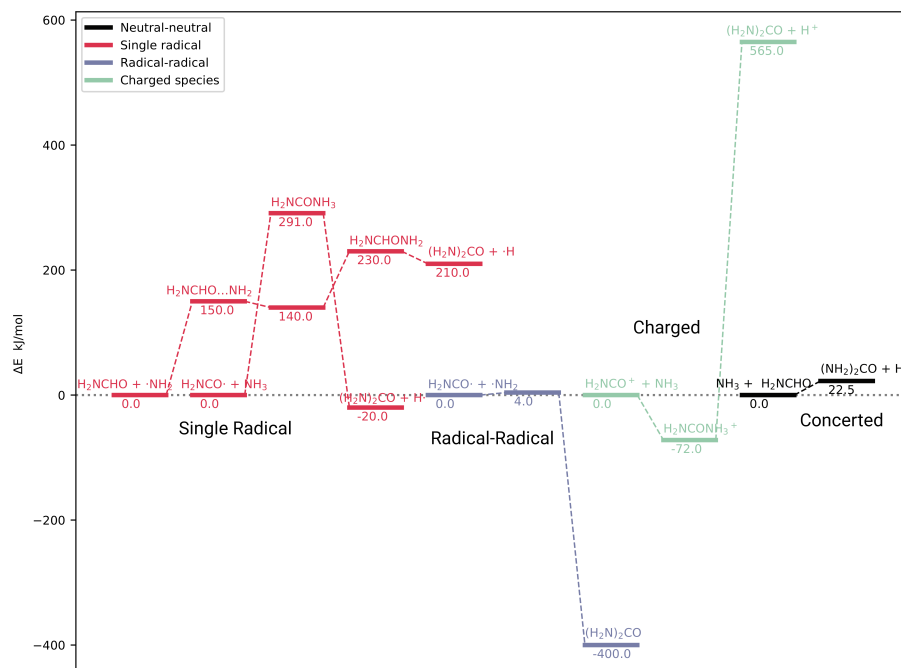 600
400
200
0
−200
−400
ΔE kJ/mol
Neutral-neutral
Single radical
Radical-radical
Charged species
(H₂N)₂CO + H⁺
565.0
H₂NCONH₃
291.0
H₂NCHONH₂
230.0
(H₂N)₂CO + ·H
210.0
H₂NCHO...NH₂
150.0
140.0
Charged
H₂NCHO + ·NH₂
0.0
H₂NCO· + NH₃
0.0
(H₂N)₂CO + H
-20.0
H₂NCO· + ·NH₂
0.0
4.0
H₂NCO⁺ + NH₃
0.0
NH₃ + H₂NCHO
0.0
(NH₂)₂CO + H
22.5
Single Radical
Radical-Radical
H₂NCONH₃⁺
-72.0
Concerted
(H₂N)₂CO
-400.0